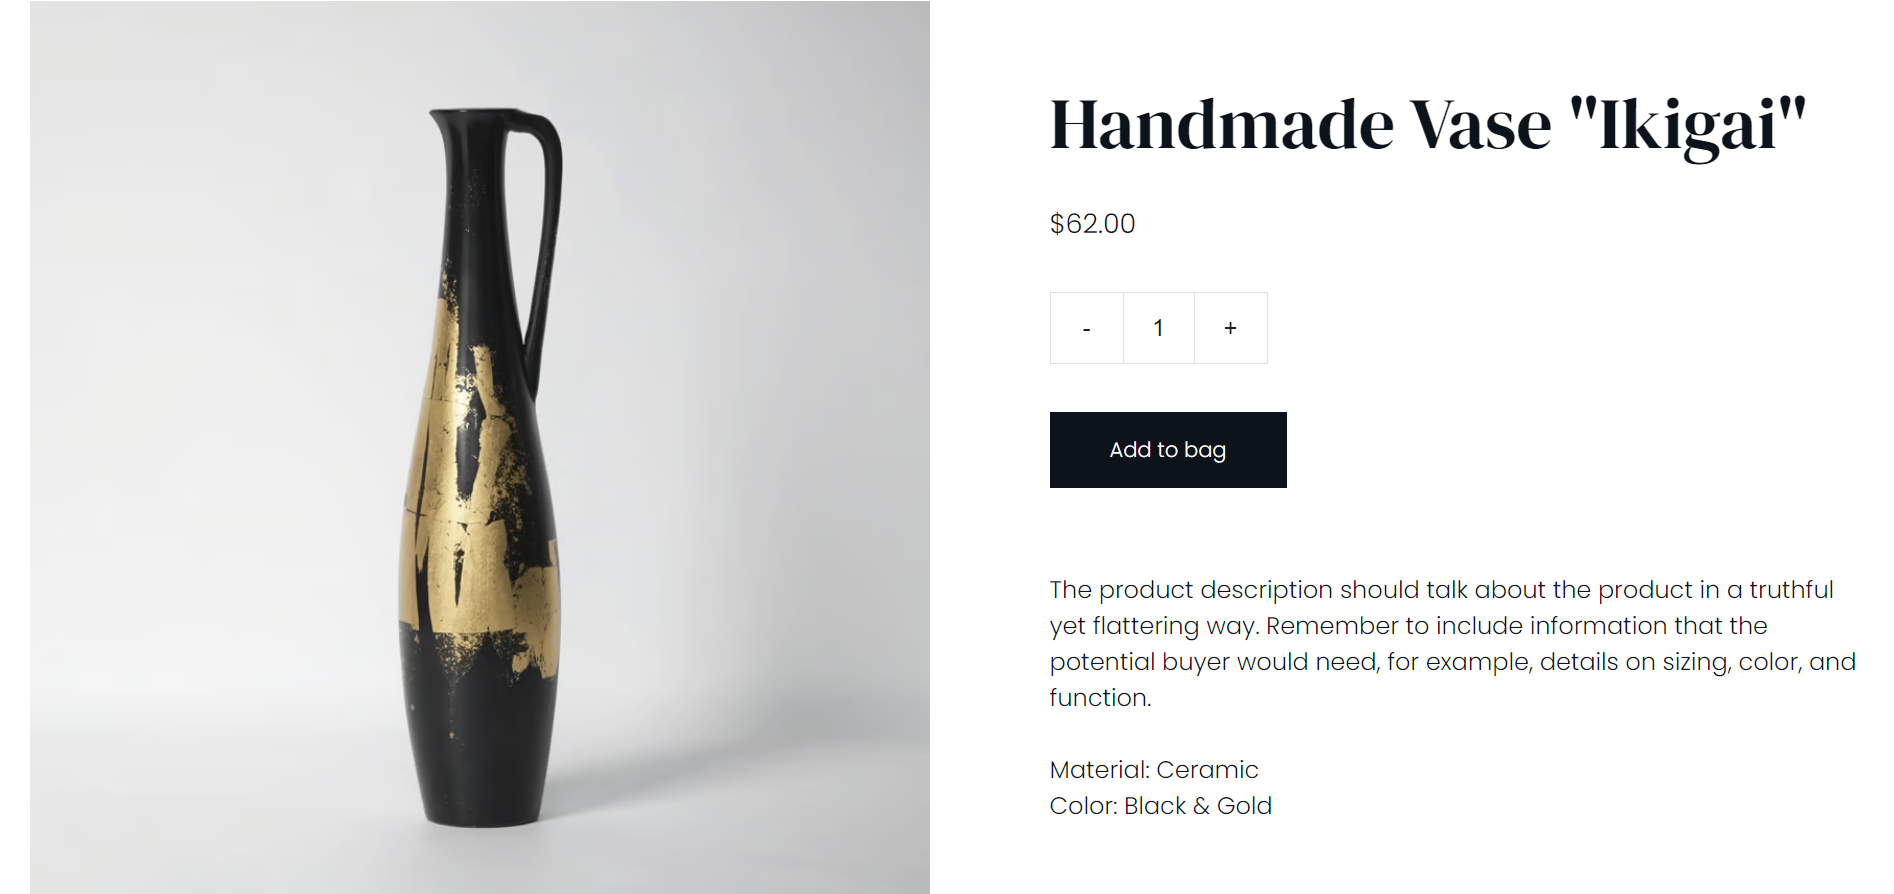 Handmade Vase "Ikigai"
$62.00
- 1 +
Add to bag
The product description should talk about the product in a truthful
yet flattering way. Remember to include information that the
potential buyer would need, for example, details on sizing, color, and
function.
Material: Ceramic
Color: Black & Gold